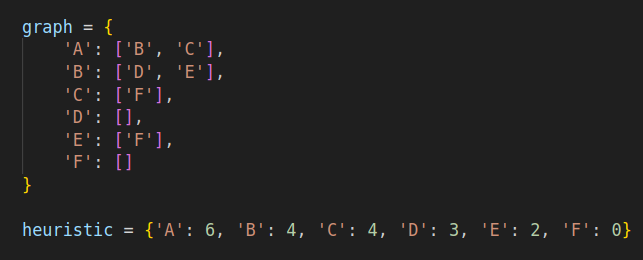 graph = {
    'A': ['B', 'C'],
    'B': ['D', 'E'],
    'C': ['F'],
    'D': [],
    'E': ['F'],
    'F': []
}
heuristic = {'A': 6, 'B': 4, 'C': 4, 'D': 3, 'E': 2, 'F': 0}